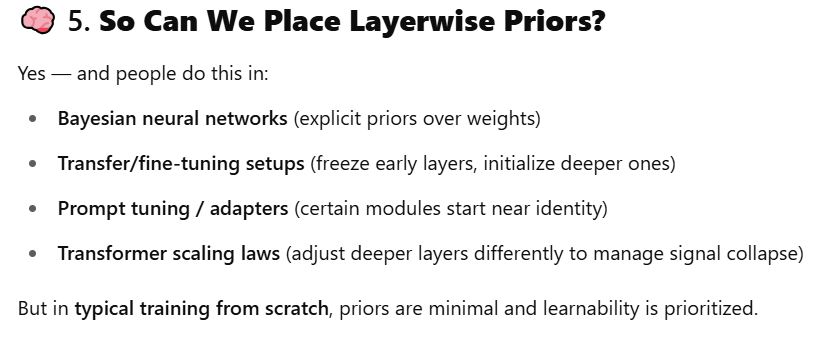 🧠 5. So Can We Place Layerwise Priors?
Yes — and people do this in:
• Bayesian neural networks (explicit priors over weights)
• Transfer/fine-tuning setups (freeze early layers, initialize deeper ones)
• Prompt tuning / adapters (certain modules start near identity)
• Transformer scaling laws (adjust deeper layers differently to manage signal collapse)
But in typical training from scratch, priors are minimal and learnability is prioritized.